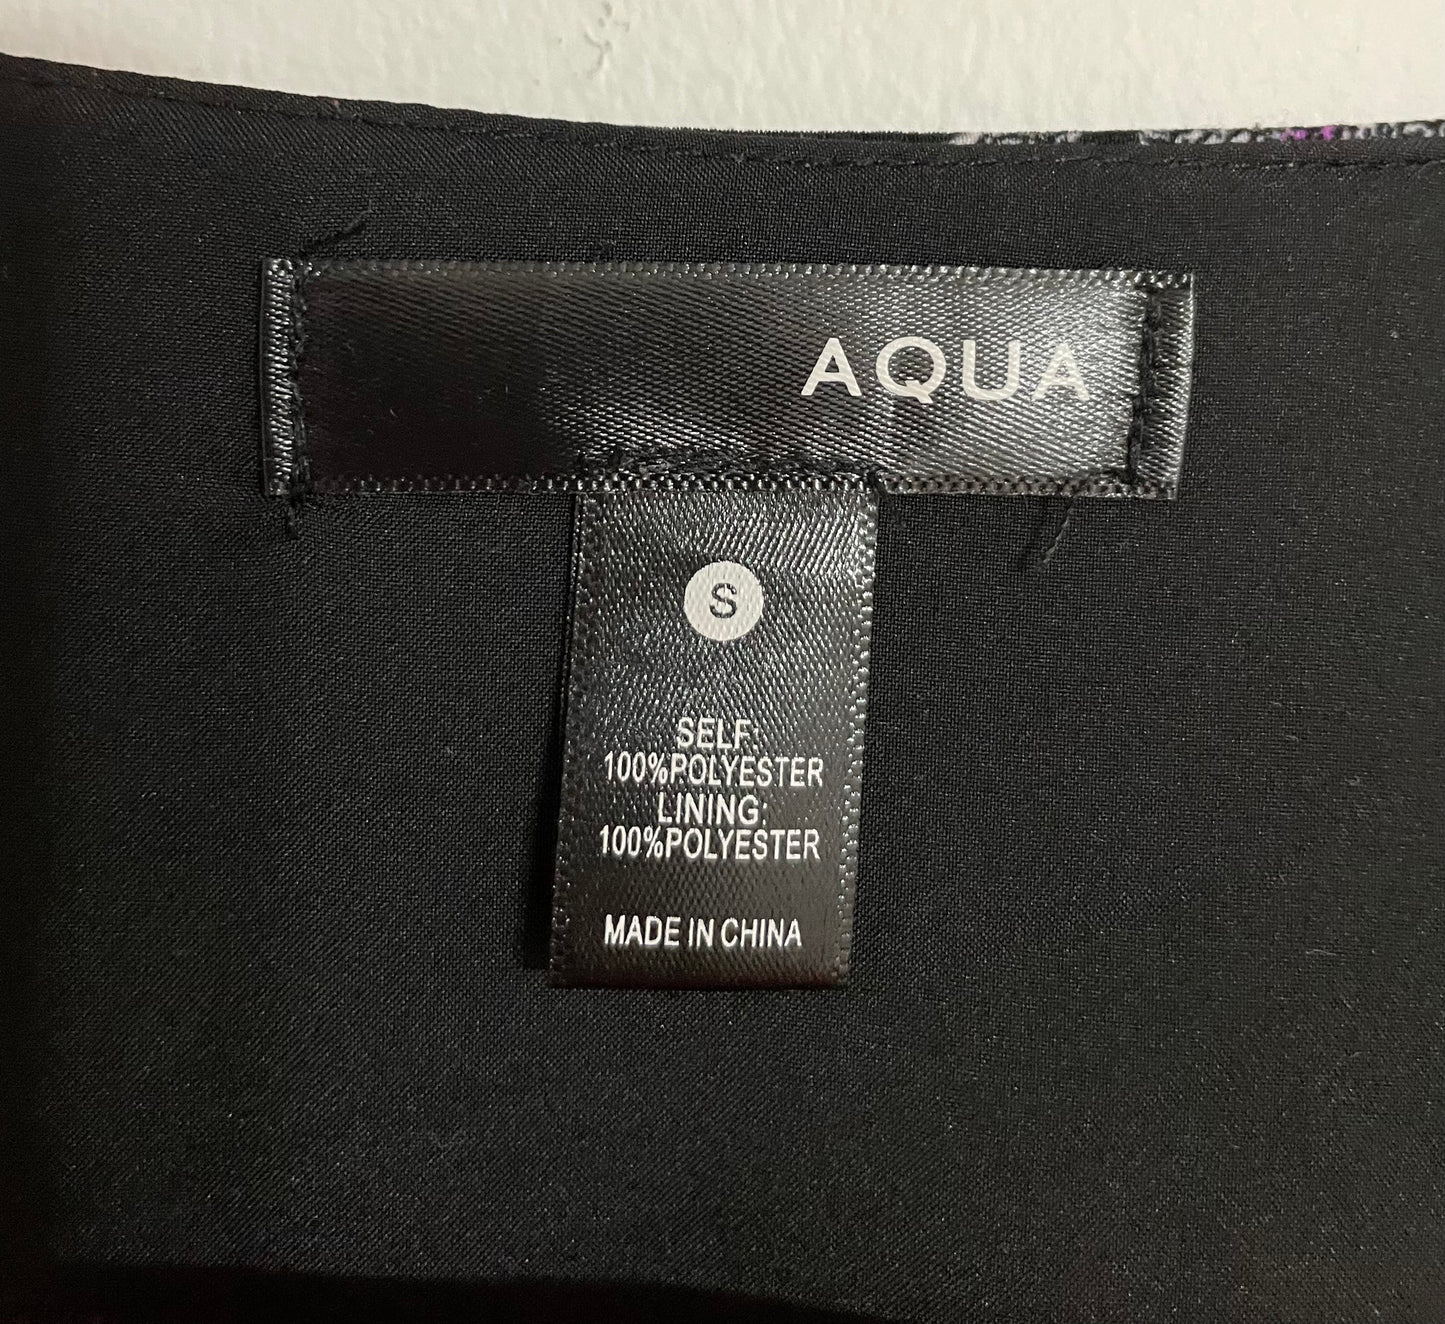 AQUA
S
SELF:
100%POLYESTER
LINING:
100%POLYESTER
MADE IN CHINA